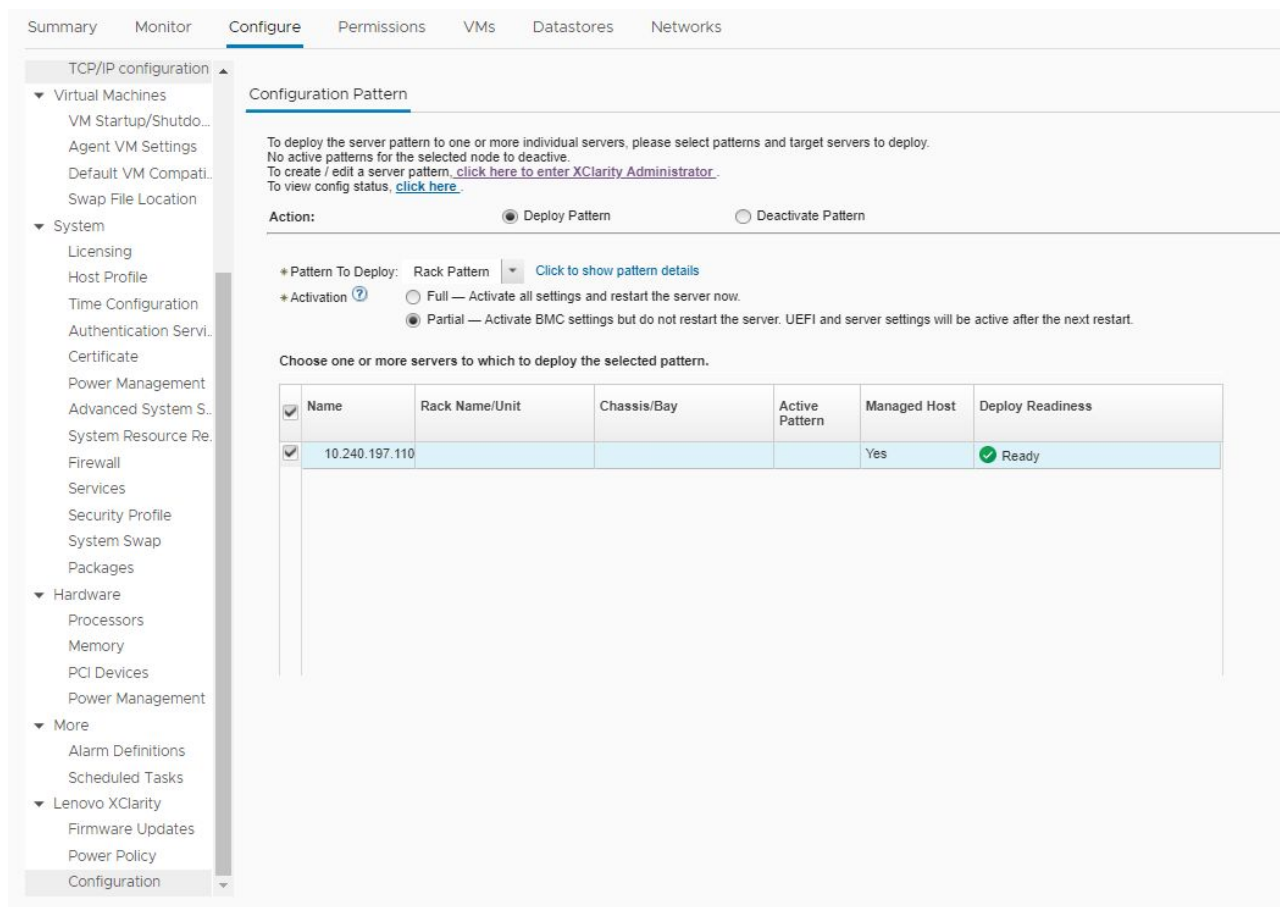 Summary Monitor Configure Permissions VMs Datastores Networks
TCP/IP configuration
Virtual Machines
VM Startup/Shutdo...
Agent VM Settings
Default VM Compati..
Swap File Location
System
Licensing
Host Profile
Time Configuration
Authentication Servi..
Certificate
Power Management
Advanced System S..
System Resource Re.
Firewall
Services
Security Profile
System Swap
Packages
Hardware
Processors
Memory
PCI Devices
Power Management
More
Alarm Definitions
Scheduled Tasks
Lenovo XClarity
Firmware Updates
Power Policy
Configuration
Configuration Pattern
To deploy the server pattern to one or more individual servers, please select patterns and target servers to deploy.
No active patterns for the selected node to deactive.
To create / edit a server pattern, click here to enter XClarity Administrator .
To view config status, click here .
Action: Deploy Pattern Deactivate Pattern
*Pattern To Deploy: Rack Pattern Click to show pattern details
*Activation ? Full — Activate all settings and restart the server now.
Partial — Activate BMC settings but do not restart the server. UEFI and server settings will be active after the next restart.
Choose one or more servers to which to deploy the selected pattern.
Name Rack Name/Unit Chassis/Bay Active Pattern Managed Host Deploy Readiness
10.240.197.110 Yes Ready